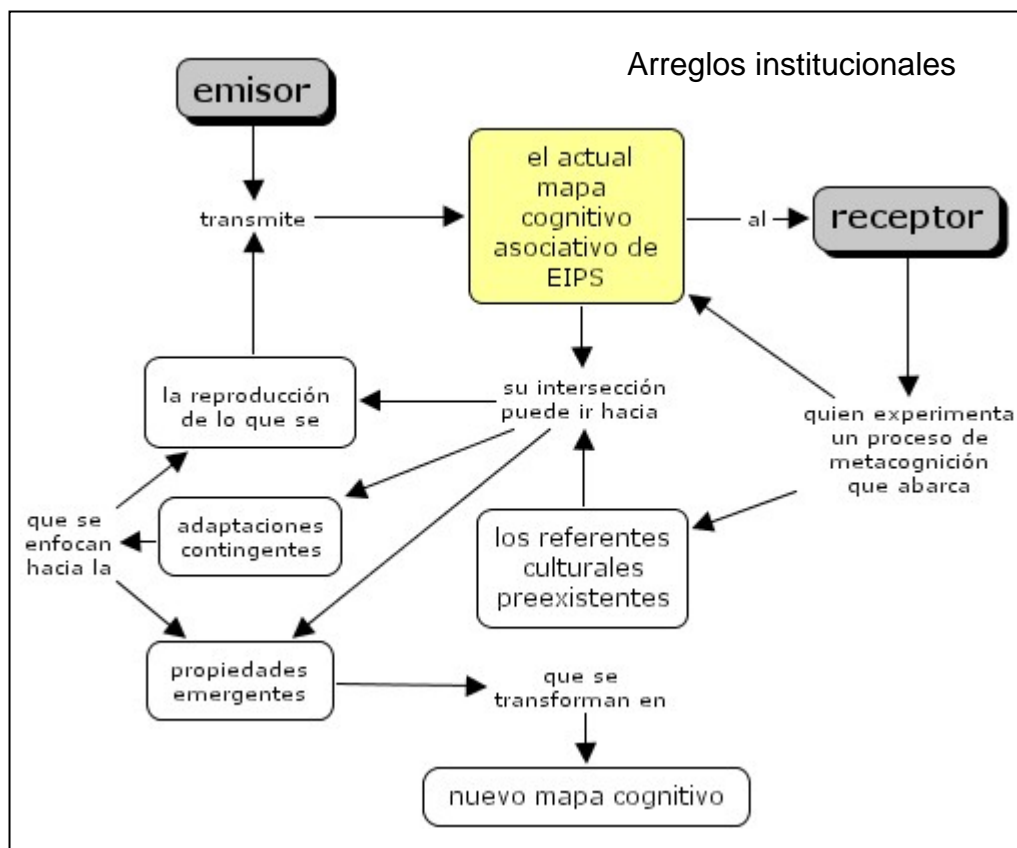 Arreglos institucionales
emisor
transmite
el actual
mapa
cognitivo
asociativo de
EIPS
al
receptor
la reproducción
de lo que se
su intersección
puede ir hacia
quien experimenta
un proceso de
metacognición
que abarca
que se
enfocan
hacia la
adaptaciones
contingentes
los referentes
culturales
preexistentes
propiedades
emergentes
que se
transforman en
nuevo mapa cognitivo